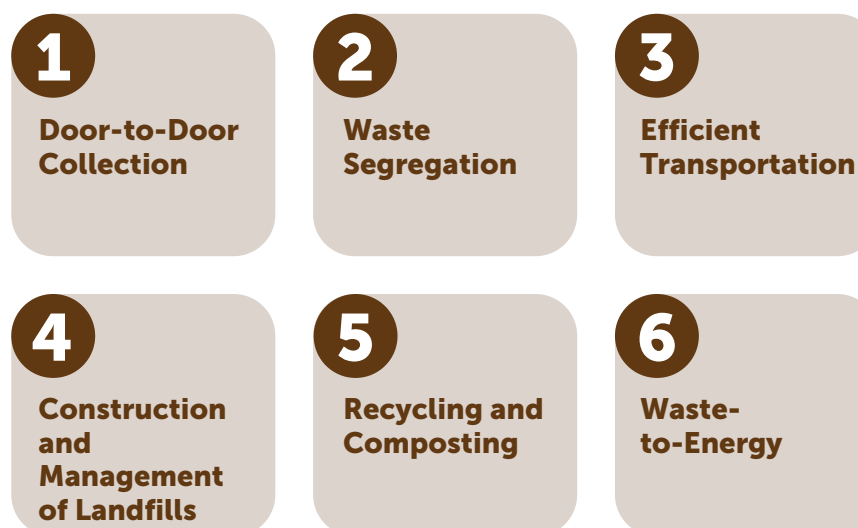 1
Door-to-Door
Collection
2
Waste
Segregation
3
Efficient
Transportation
4
Construction
and
Management
of Landfills
5
Recycling and
Composting
6
Waste-
to-Energy